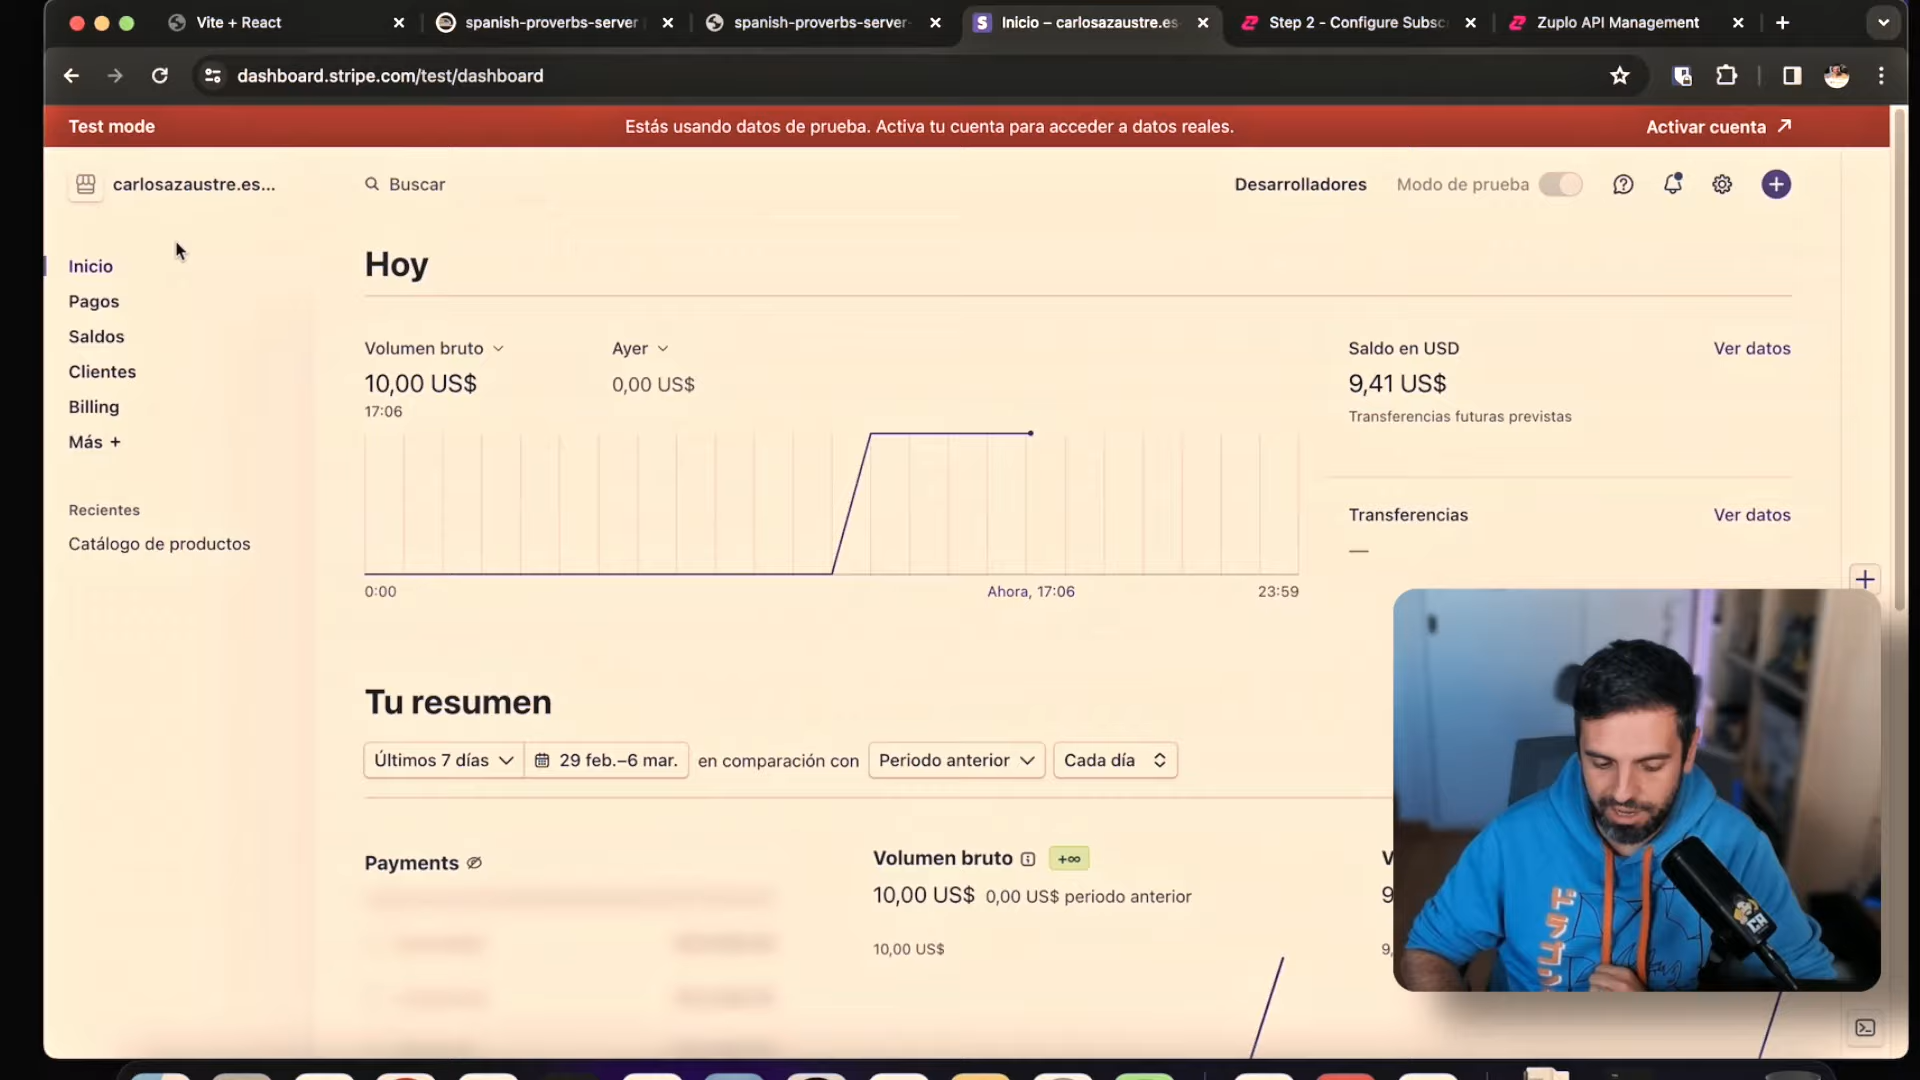 Vite + React
spanish-proverbs-server
spanish-proverbs-server
Inicio – carlosazaustre.es
Step 2 - Configure Subsc
Zuplo API Management
dashboard.stripe.com/test/dashboard
Test mode
Estás usando datos de prueba. Activa tu cuenta para acceder a datos reales.
Activar cuenta
carlosazaustre.es...
Buscar
Desarrolladores
Modo de prueba
Inicio
Pagos
Saldos
Clientes
Billing
Más +
Recientes
Catálogo de productos
Hoy
Volumen bruto
10,00 US$
17:06
Ayer
0,00 US$
0:00
Ahora, 17:06
23:59
Saldo en USD
Ver datos
9,41 US$
Transferencias futuras previstas
Transferencias
Ver datos
—
Tu resumen
Últimos 7 días
29 feb.–6 mar.
en comparación con
Periodo anterior
Cada día
Payments
Volumen bruto
+∞
10,00 US$ 0,00 US$ periodo anterior
10,00 US$